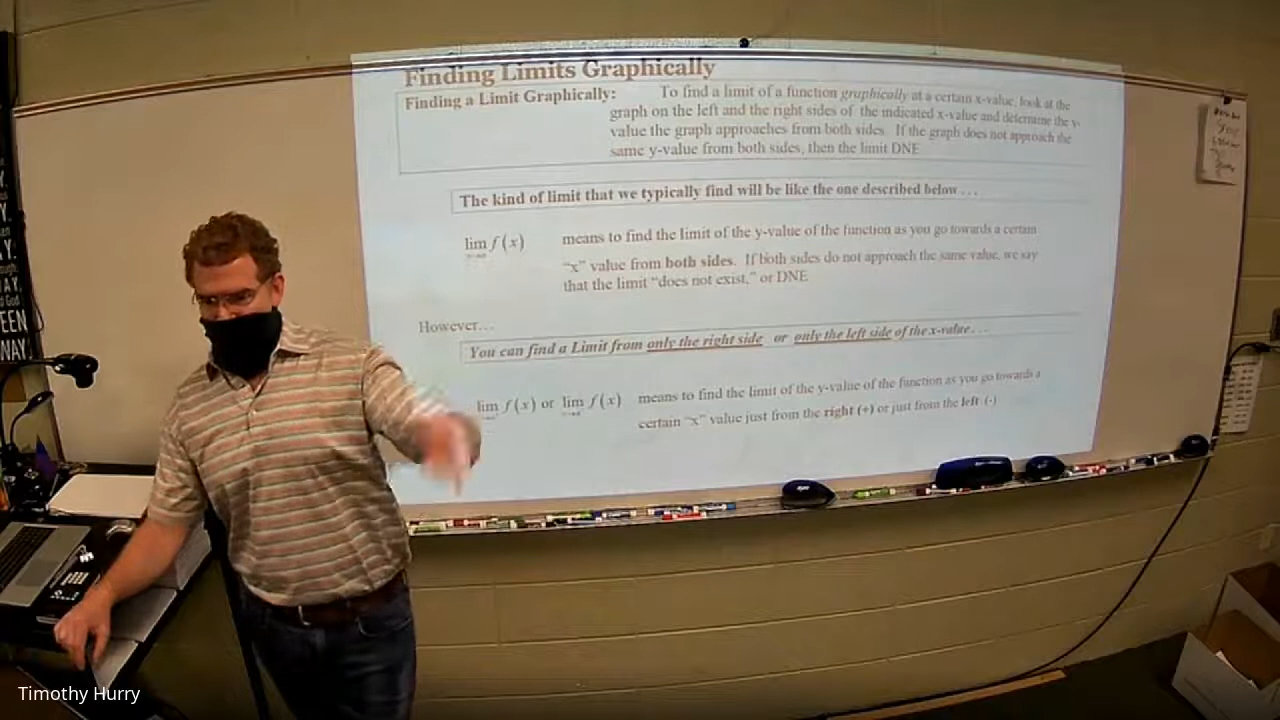 Finding Limits Graphically
Finding a Limit Graphically: To find a limit of a function graphically at a certain x-value, look at the
graph on the left and the right sides of the indicated x-value and determine the y-
value the graph approaches from both sides. If the graph does not approach the
same y-value from both sides, then the limit DNE
The kind of limit that we typically find will be like the one described below . . .
lim f(x) means to find the limit of the y-value of the function as you go towards a certain
"x" value from both sides. If both sides do not approach the same value, we say
that the limit "does not exist," or DNE
However…
You can find a Limit from only the right side or only the left side of the x-value . . .
lim f(x) or lim f(x) means to find the limit of the y-value of the function as you go towards a
certain "x" value just from the right (+) or just from the left (-)
EEN
WAY.
Timothy Hurry